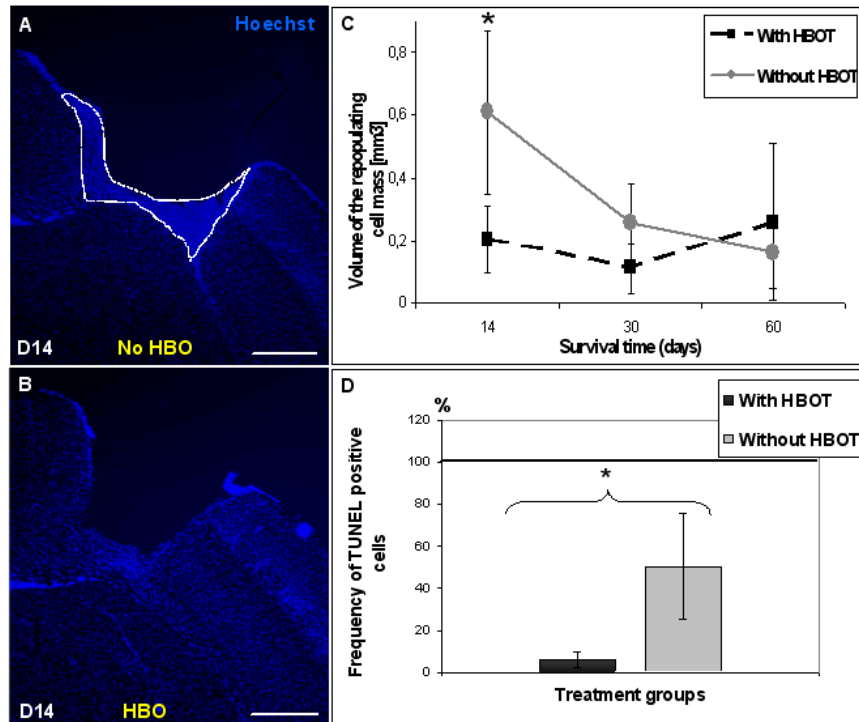 A
Hoechst
D14
No HBO
B
D14
HBO
C
*
With HBOT
Without HBOT
Volume of the repopulating
cell mass [mm3]
0,8
0,6
0,4
0,2
0
14
30
60
Survival time (days)
D
%
With HBOT
Without HBOT
Frequency of TUNEL positive
cells
120
100
80
60
40
20
0
*
Treatment groups